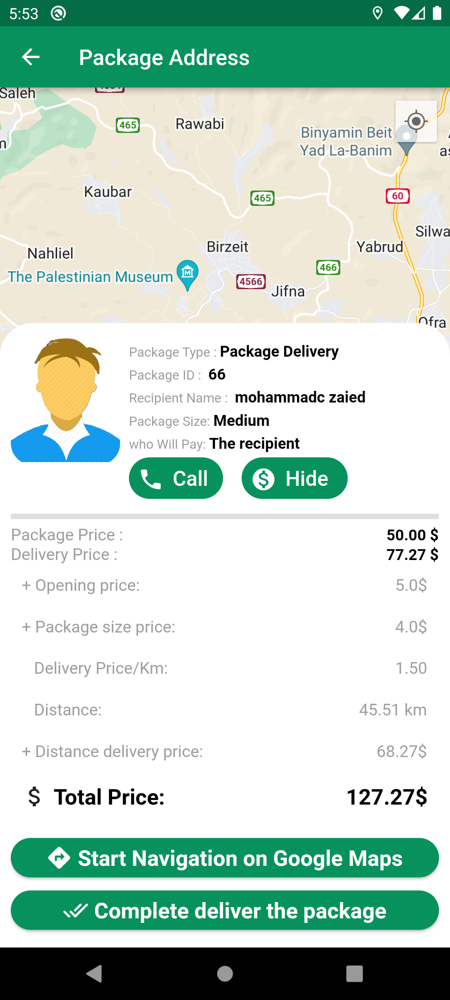 5:53
Package Address
Saleh
465
Rawabi
Binyamin Beit
Yad La-Banim
Kaubar
465
60
Silwa
Nahliel
Birzeit
Yabrud
The Palestinian Museum
4566
466
Jifna
Ofra
Package Type : Package Delivery
Package ID : 66
Recipient Name : mohammadc zaied
Package Size: Medium
who Will Pay: The recipient
Call
Hide
Package Price : 50.00 $
Delivery Price : 77.27 $
+ Opening price: 5.0$
+ Package size price: 4.0$
Delivery Price/Km: 1.50
Distance: 45.51 km
+ Distance delivery price: 68.27$
$ Total Price: 127.27$
Start Navigation on Google Maps
Complete deliver the package